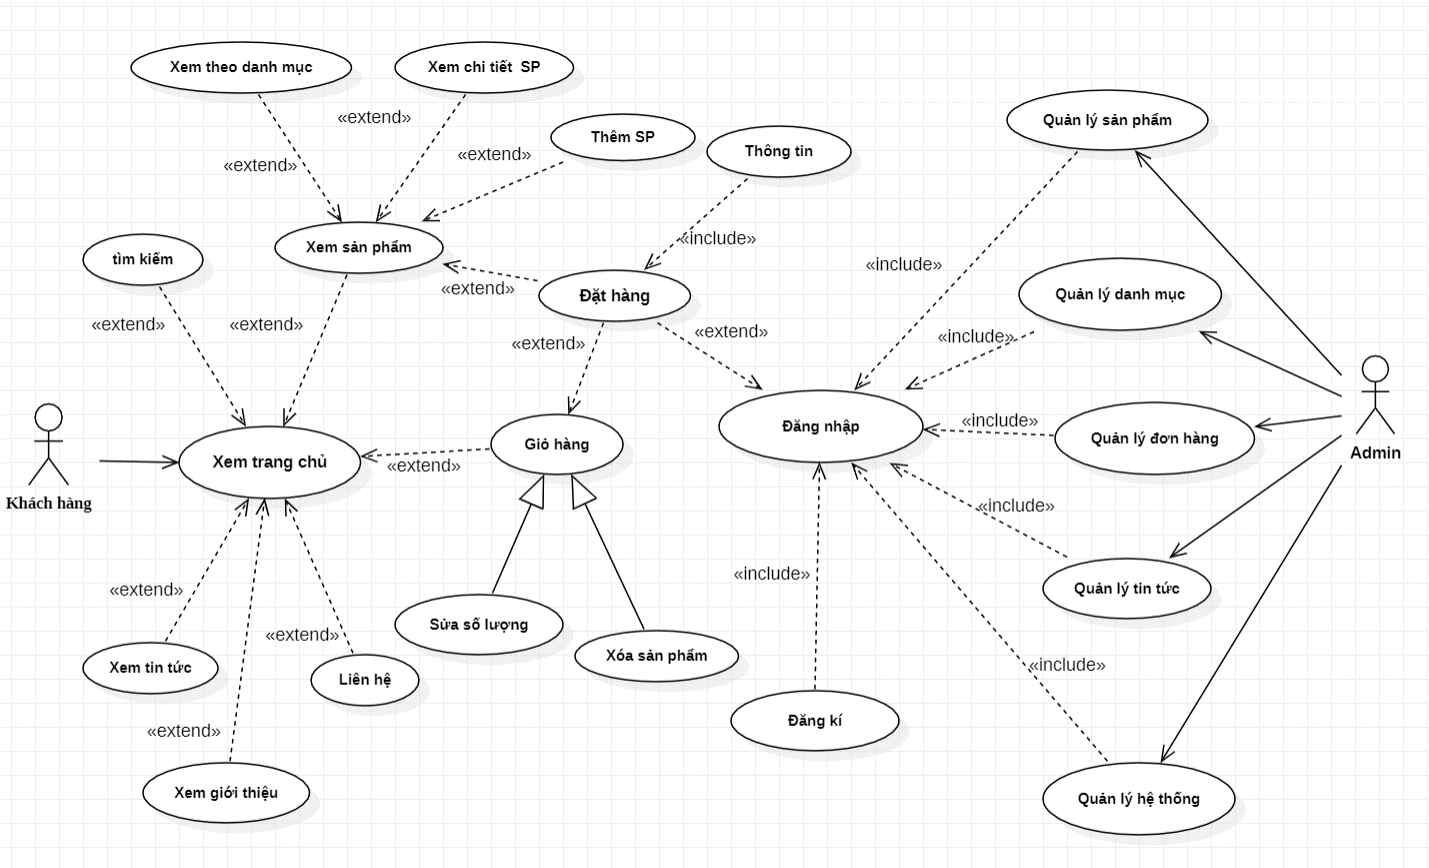 Xem theo danh mục
Xem chi tiết SP
«extend»
Thêm SP
Thông tin
Quản lý sản phẩm
«extend»
«extend»
Xem sản phẩm
tìm kiếm
«include»
«include»
«extend»
Đặt hàng
Quản lý danh mục
«extend»
«extend»
«extend»
«extend»
«include»
Xem trang chủ
«extend»
Giỏ hàng
Đăng nhập
«include»
Quản lý đơn hàng
Admin
Khách hàng
«include»
«extend»
«include»
Quản lý tin tức
«extend»
Sửa số lượng
Xóa sản phẩm
Xem tin tức
Liên hệ
«include»
«extend»
Đăng kí
Xem giới thiệu
Quản lý hệ thống